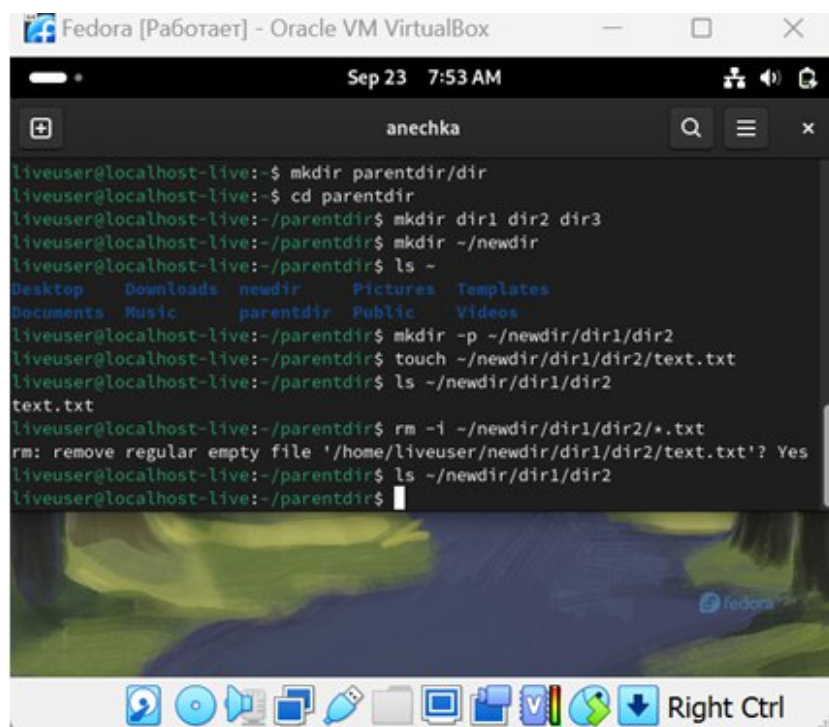 Fedora [Работает] - Oracle VM VirtualBox
Sep 23 7:53 AM
anechka
liveuser@localhost-live:~$ mkdir parentdir/dir
liveuser@localhost-live:~$ cd parentdir
liveuser@localhost-live:~/parentdir$ mkdir dir1 dir2 dir3
liveuser@localhost-live:~/parentdir$ mkdir ~/newdir
liveuser@localhost-live:~/parentdir$ ls ~
Desktop Downloads newdir Pictures Templates
Documents Music parentdir Public Videos
liveuser@localhost-live:~/parentdir$ mkdir -p ~/newdir/dir1/dir2
liveuser@localhost-live:~/parentdir$ touch ~/newdir/dir1/dir2/text.txt
liveuser@localhost-live:~/parentdir$ ls ~/newdir/dir1/dir2
text.txt
liveuser@localhost-live:~/parentdir$ rm -i ~/newdir/dir1/dir2/*.txt
rm: remove regular empty file '/home/liveuser/newdir/dir1/dir2/text.txt'? Yes
liveuser@localhost-live:~/parentdir$ ls ~/newdir/dir1/dir2
liveuser@localhost-live:~/parentdir$
fedora
Right Ctrl